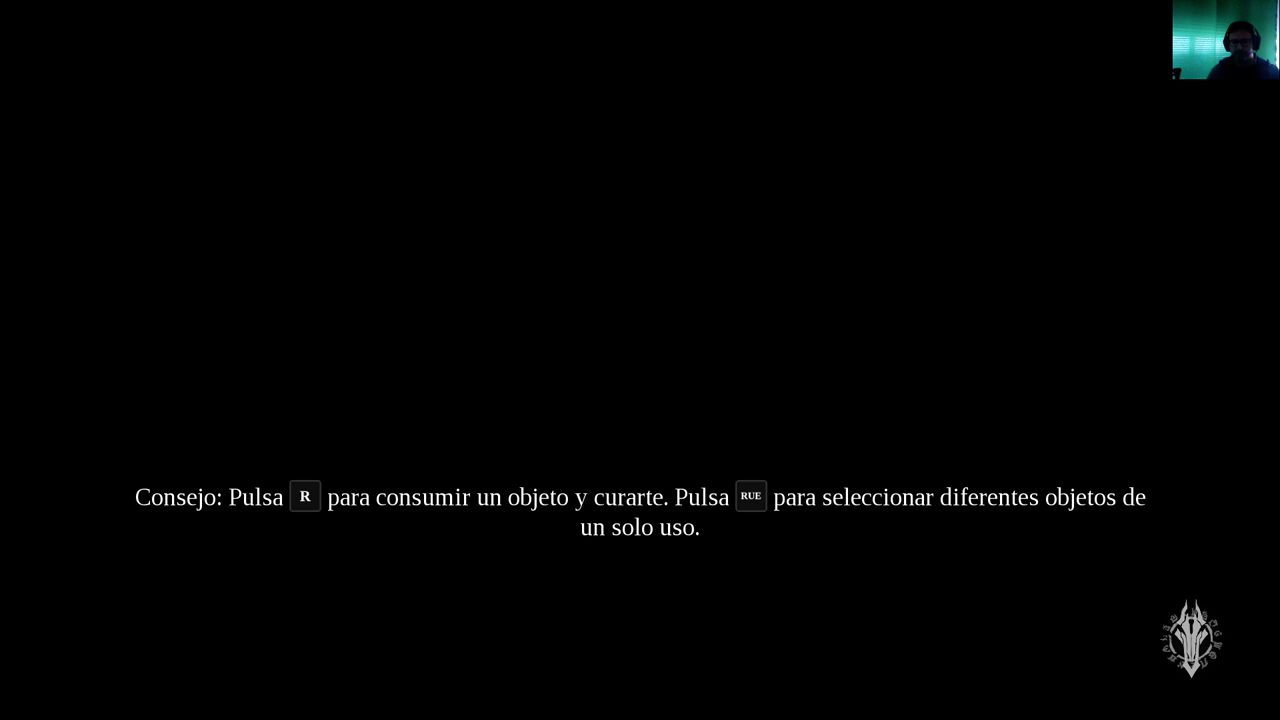 Consejo: Pulsa R para consumir un objeto y curarte. Pulsa RUE para seleccionar diferentes objetos de
un solo uso.